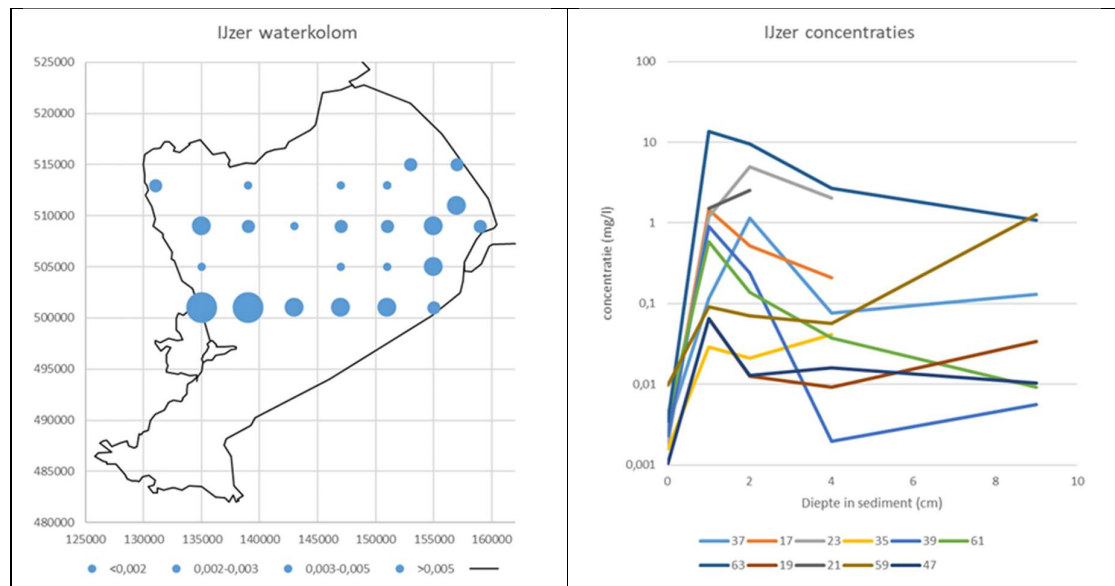 IJzer waterkolom
525000
520000
515000
510000
505000
500000
495000
490000
485000
480000
125000 130000 135000 140000 145000 150000 155000 160000
<0,002 0,002-0,003 0,003-0,005 >0,005
IJzer concentraties
100
10
1
0,1
0,01
0,001
concentratie (mg/l)
0 2 4 6 8 10
Diepte in sediment (cm)
37 17 23 35 39 61
63 19 21 59 47